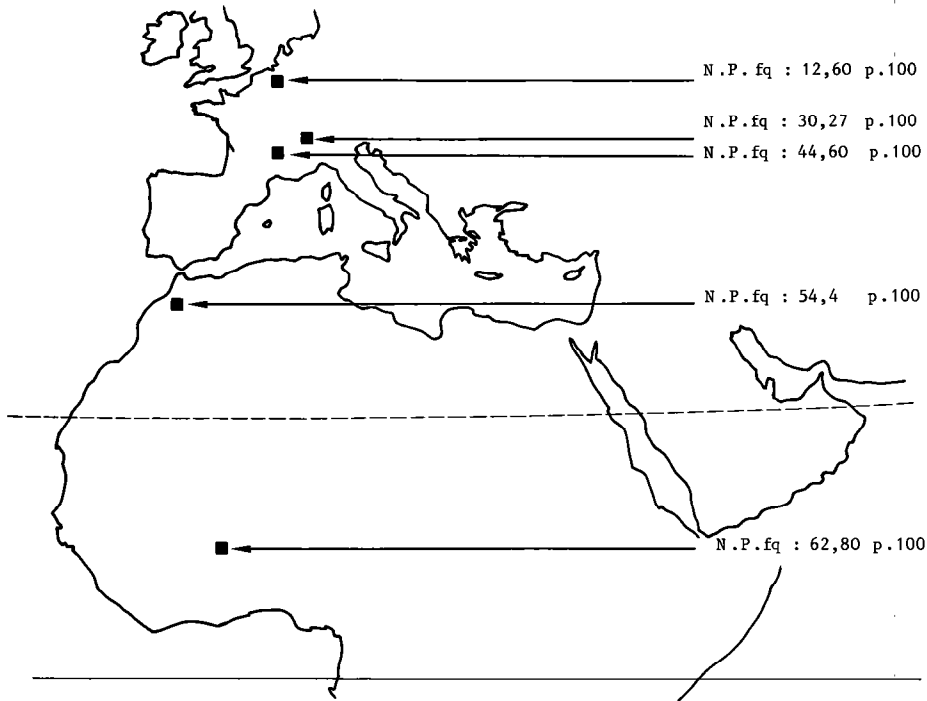 N.P.fq : 12,60 p.100
N.P.fq : 30,27 p.100
N.P.fq : 44,60 p.100
N.P.fq : 54,4 p.100
N.P.fq : 62,80 p.100